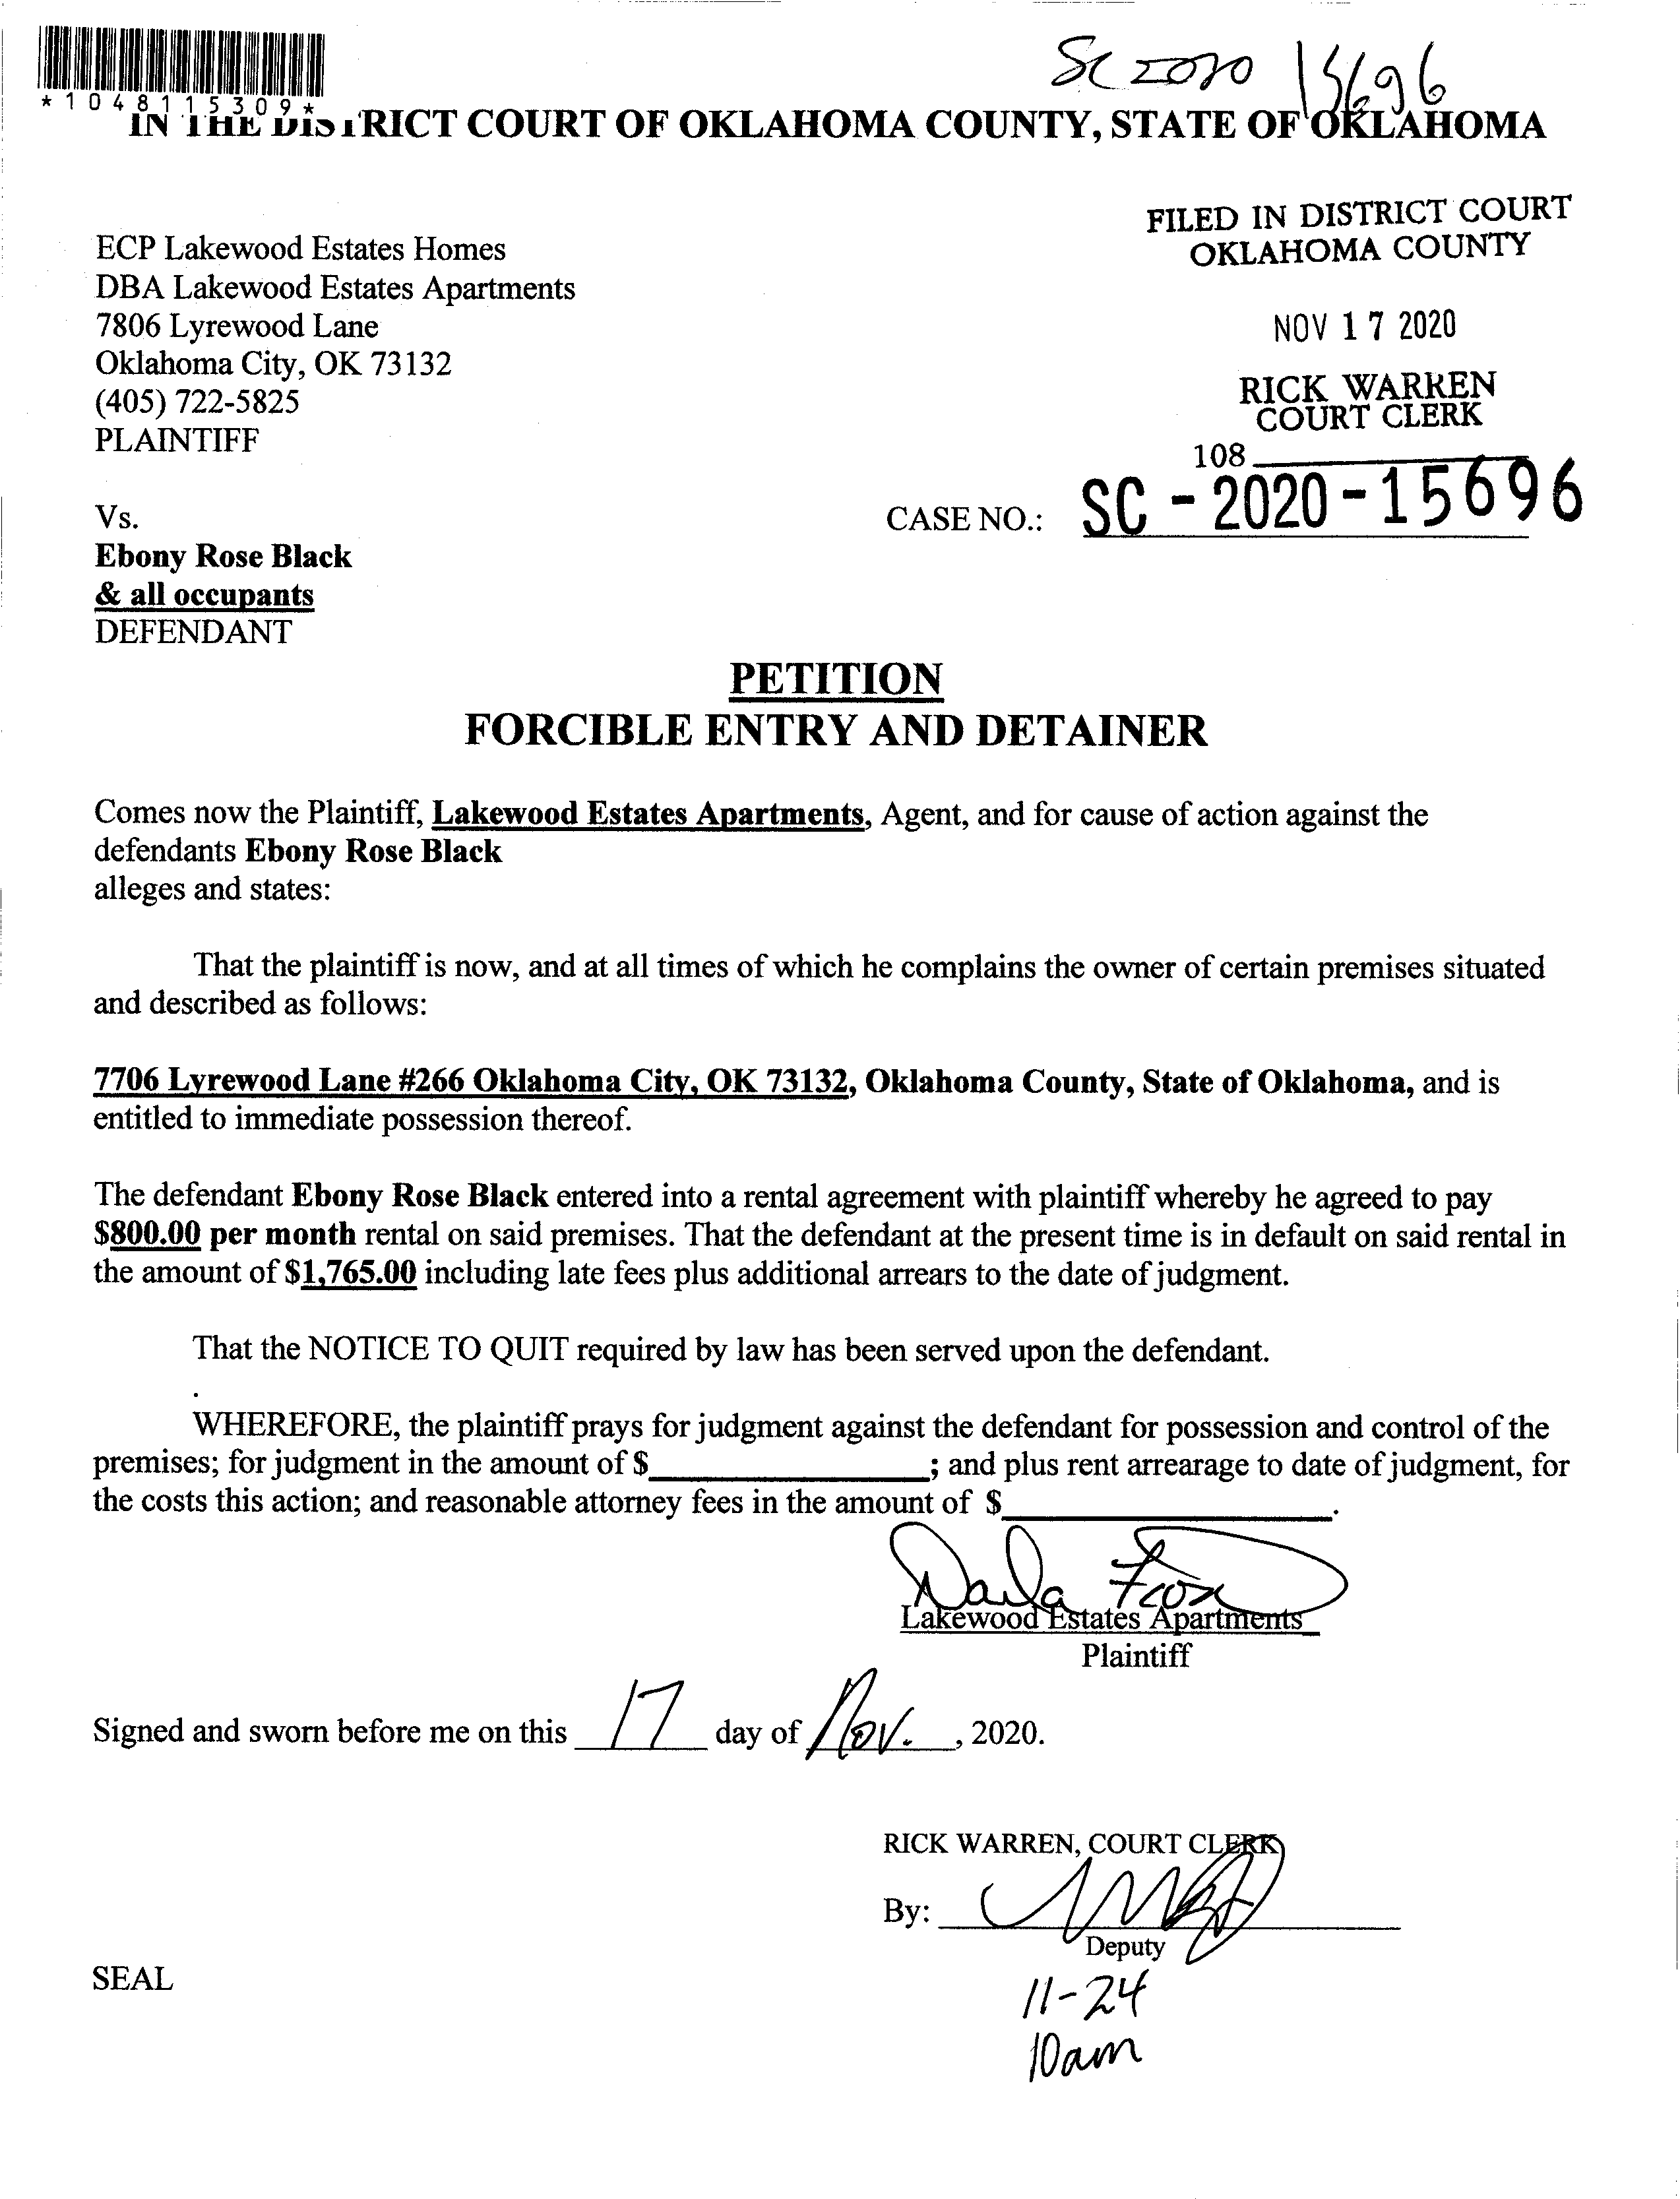 SC 2020 15696
*1048115309*
IN THE DISTRICT COURT OF OKLAHOMA COUNTY, STATE OF OKLAHOMA
FILED IN DISTRICT COURT
OKLAHOMA COUNTY
NOV 17 2020
RICK WARREN
COURT CLERK
108
ECP Lakewood Estates Homes
DBA Lakewood Estates Apartments
7806 Lyrewood Lane
Oklahoma City, OK 73132
(405) 722-5825
PLAINTIFF
Vs.
CASE NO.: SC-2020-15696
Ebony Rose Black
& all occupants
DEFENDANT
PETITION
FORCIBLE ENTRY AND DETAINER
Comes now the Plaintiff, Lakewood Estates Apartments, Agent, and for cause of action against the
defendants Ebony Rose Black
alleges and states:
That the plaintiff is now, and at all times of which he complains the owner of certain premises situated
and described as follows:
7706 Lyrewood Lane #266 Oklahoma City, OK 73132, Oklahoma County, State of Oklahoma, and is
entitled to immediate possession thereof.
The defendant Ebony Rose Black entered into a rental agreement with plaintiff whereby he agreed to pay
$800.00 per month rental on said premises. That the defendant at the present time is in default on said rental in
the amount of $1,765.00 including late fees plus additional arrears to the date of judgment.
That the NOTICE TO QUIT required by law has been served upon the defendant.
WHEREFORE, the plaintiff prays for judgment against the defendant for possession and control of the
premises; for judgment in the amount of $ ; and plus rent arrearage to date of judgment, for
the costs this action; and reasonable attorney fees in the amount of $ .
Lakewood Estates Apartments
Plaintiff
Signed and sworn before me on this 17 day of Nov. , 2020.
RICK WARREN, COURT CLERK
By:
Deputy
SEAL
11-24
10am